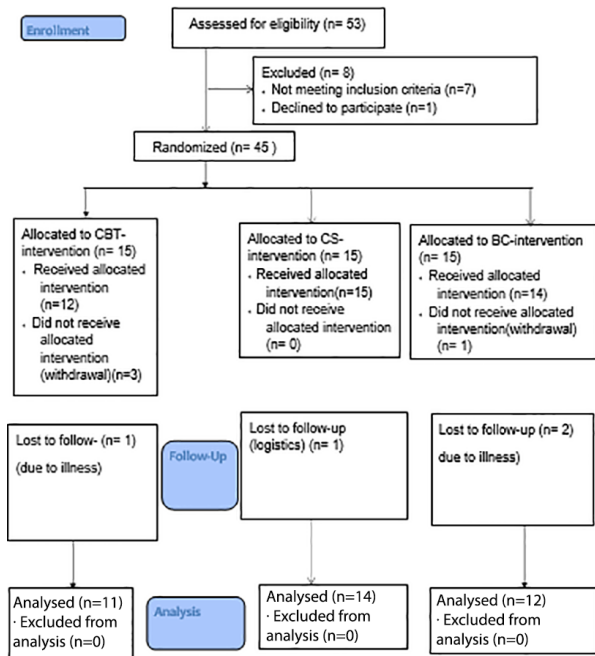 Enrollment
Assessed for eligibility (n= 53)
Excluded (n= 8)
. Not meeting inclusion criteria (n=7)
. Declined to participate (n=1)
Randomized (n= 45 )
Allocated to CBT-
intervention (n= 15)
. Received allocated
intervention
(n=12)
. Did not receive
allocated
intervention
(withdrawal)(n=3)
Allocated to CS-
intervention (n= 15)
. Received allocated
intervention(n=15)
. Did not receive
allocated intervention
(n= 0)
Allocated to BC-intervention
(n= 15)
. Received allocated
intervention (n=14)
. Did not receive allocated
intervention(withdrawal)
(n= 1)
Lost to follow- (n= 1)
(due to illness)
Follow-Up
Lost to follow-up
(logistics) (n= 1)
Lost to follow-up (n= 2)
due to illness)
Analysed (n=11)
· Excluded from
analysis (n=0)
Analysis
Analysed (n=14)
· Excluded from
analysis (n=0)
Analysed (n=12)
· Excluded from
analysis (n=0)